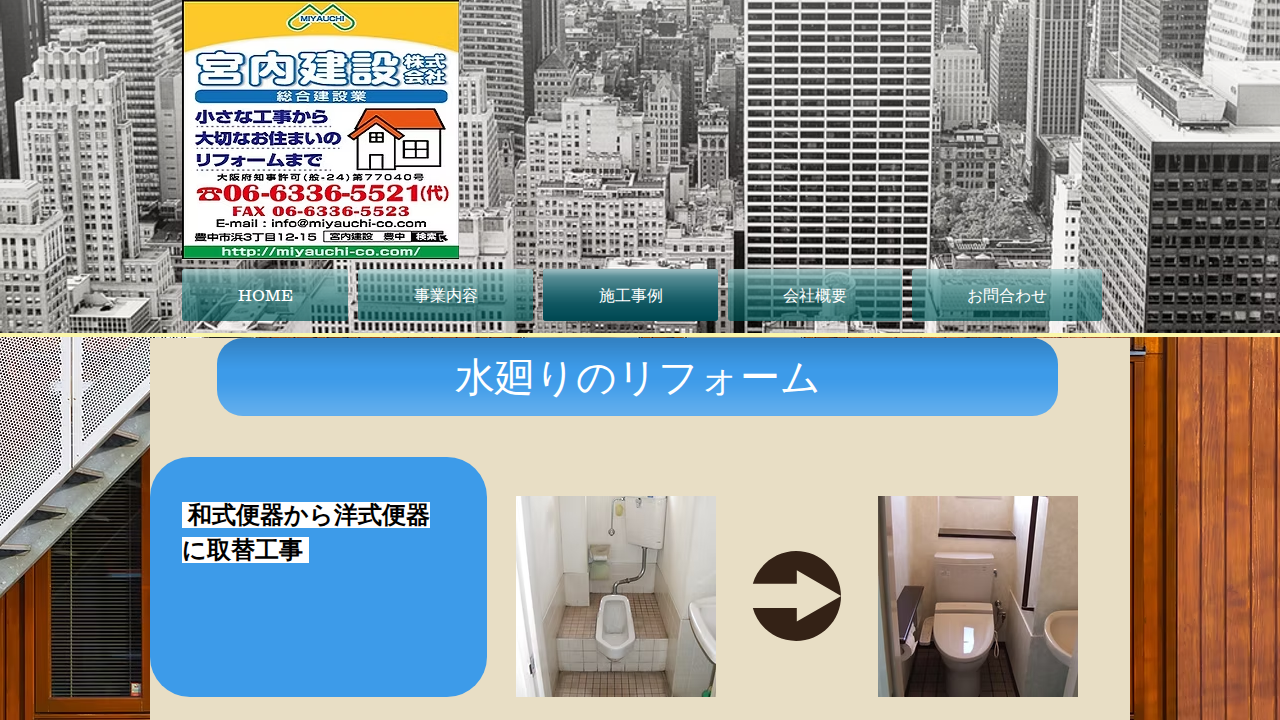 MIYAUCHI
宮内建設株式会社
総合建設業
小さな工事から
大切なお住まいの
リフォームまで
大阪府知事許可(般-24)第77040号
☎06-6336-5521(代)
FAX 06-6336-5523
E-mail : info@miyauchi-co.com
豊中市浜3丁目12-15 宮内建設 豊中 検索
http://miyauchi-co.com/
HOME 事業内容 施工事例 会社概要 お問合わせ
水廻りのリフォーム
和式便器から洋式便器
に取替工事